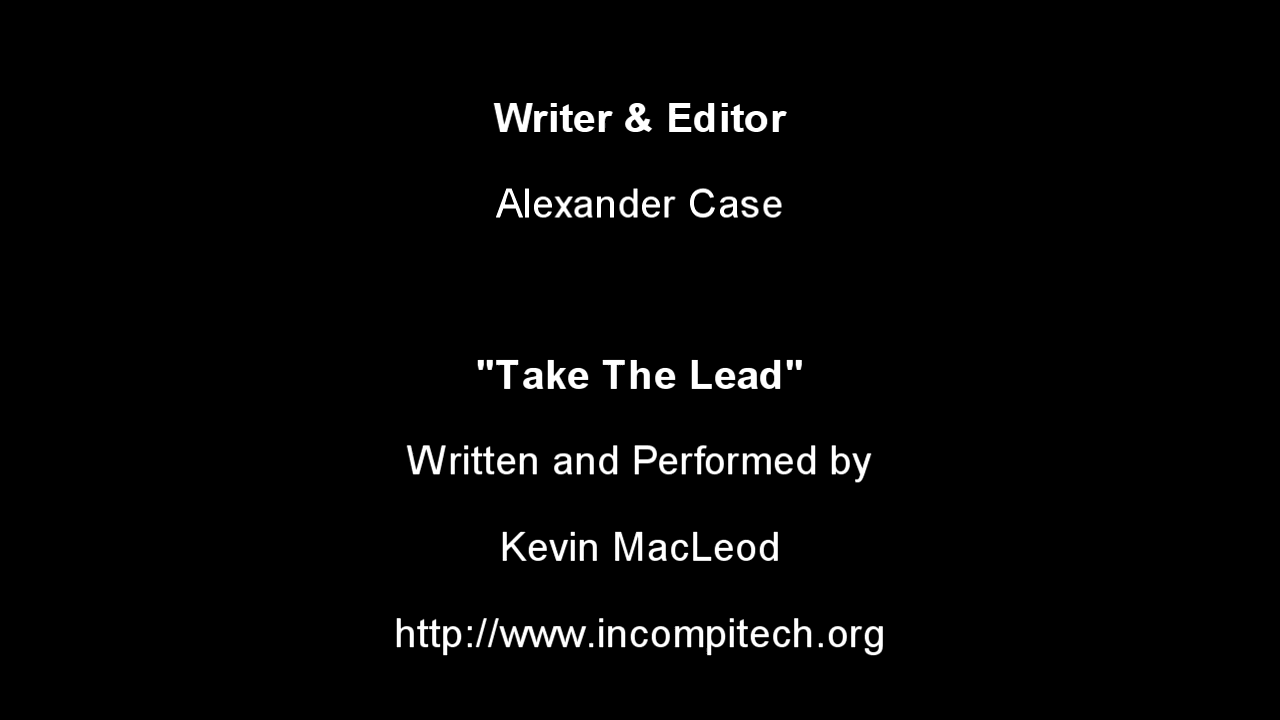 Writer & Editor
Alexander Case
"Take The Lead"
Written and Performed by
Kevin MacLeod
http://www.incompitech.org